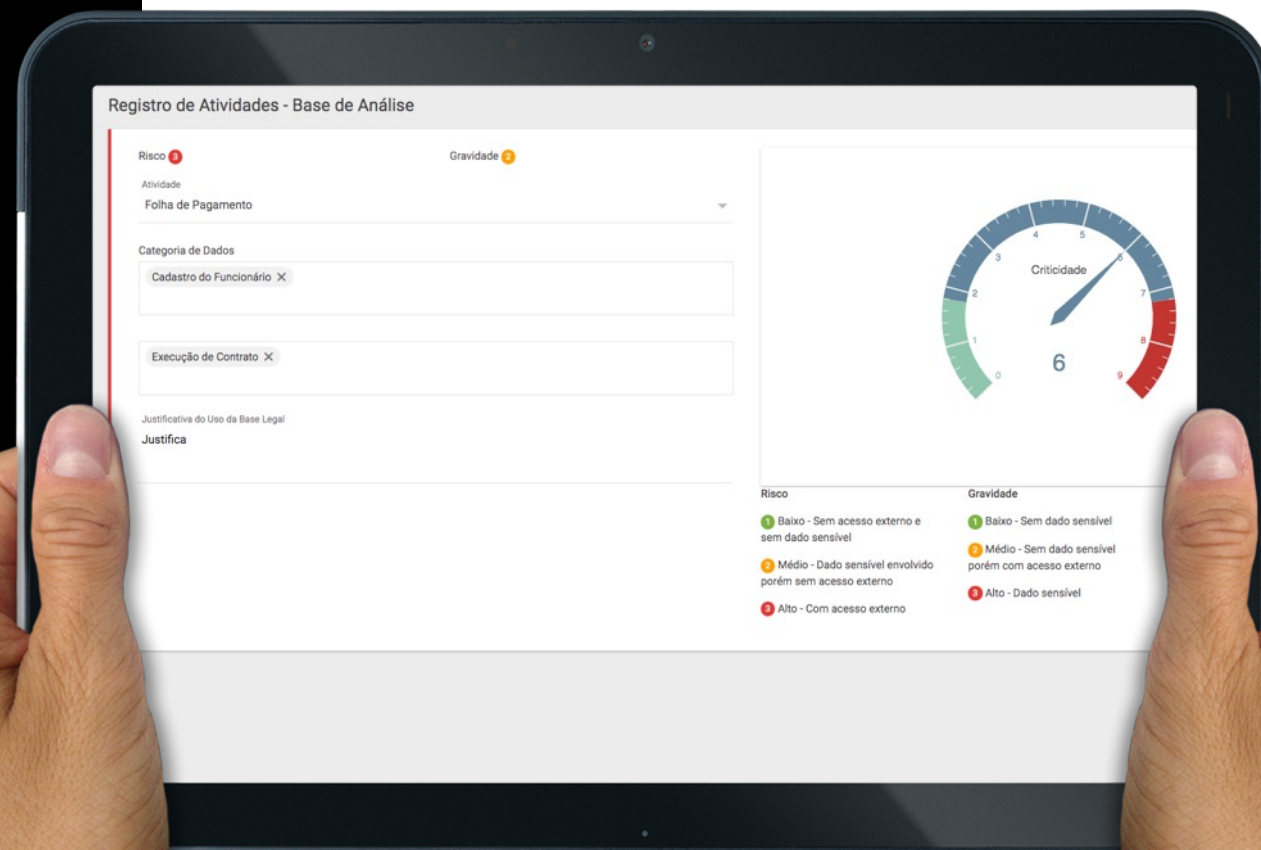 Registro de Atividades - Base de Análise
Risco 3
Gravidade 2
Atividade
Folha de Pagamento
Categoria de Dados
Cadastro do Funcionário ×
Execução de Contrato ×
Justificativa do Uso da Base Legal
Justifica
Criticidade
0
1
2
3
4
5
6
7
8
9
6
Risco
1 Baixo - Sem acesso externo e
sem dado sensível
2 Médio - Dado sensível envolvido
porém sem acesso externo
3 Alto - Com acesso externo
Gravidade
1 Baixo - Sem dado sensível
2 Médio - Sem dado sensível
porém com acesso externo
3 Alto - Dado sensível